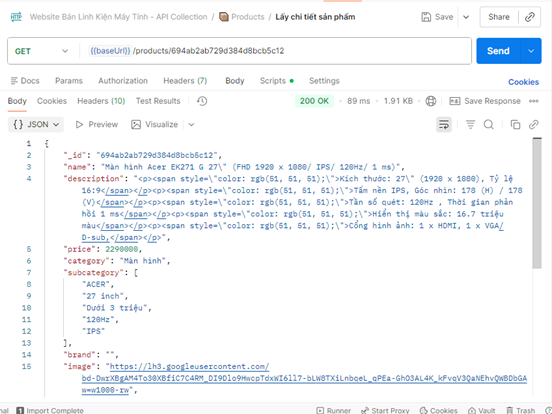 Website Bán Linh Kiện Máy Tính - API Collection / Products / Lấy chi tiết sản phẩm
Save Share
GET {{baseUrl}} /products/694ab2ab729d384d8bcb5c12 Send
Docs Params Authorization Headers (7) Body Scripts Settings Cookies
Body Cookies Headers (10) Test Results 200 OK 89 ms 1.91 KB Save Response
{} JSON Preview Visualize
1 {
2 "_id": "694ab2ab729d384d8bcb5c12",
3 "name": "Màn hình Acer EK271 G 27\" (FHD 1920 x 1080/ IPS/ 120Hz/ 1 ms)",
4 "description": "<p><span style=\"color: rgb(51, 51, 51);\">Kích thước: 27\" (1920 x 1080), Tỷ lệ
16:9</span></p><p><span style=\"color: rgb(51, 51, 51);\">Tấm nền IPS, Góc nhìn: 178 (H) / 178
(V)</span></p><p><span style=\"color: rgb(51, 51, 51);\">Tần số quét: 120Hz , Thời gian phản
hồi 1 ms</span></p><p><span style=\"color: rgb(51, 51, 51);\">Hiển thị màu sắc: 16.7 triệu
màu</span></p><p><span style=\"color: rgb(51, 51, 51);\">Cổng hình ảnh: 1 x HDMI, 1 x VGA/
D-sub,</span></p>",
5 "price": 2290000,
6 "category": "Màn hình",
7 "subcategory": [
8 "ACER",
9 "27 inch",
10 "Dưới 3 triệu",
11 "120Hz",
12 "IPS"
13 ],
14 "brand": "",
15 "image": "https://lh3.googleusercontent.com/
w=w1000-rw",
nal Import Complete Runner Start Proxy Cookies Vault Trash